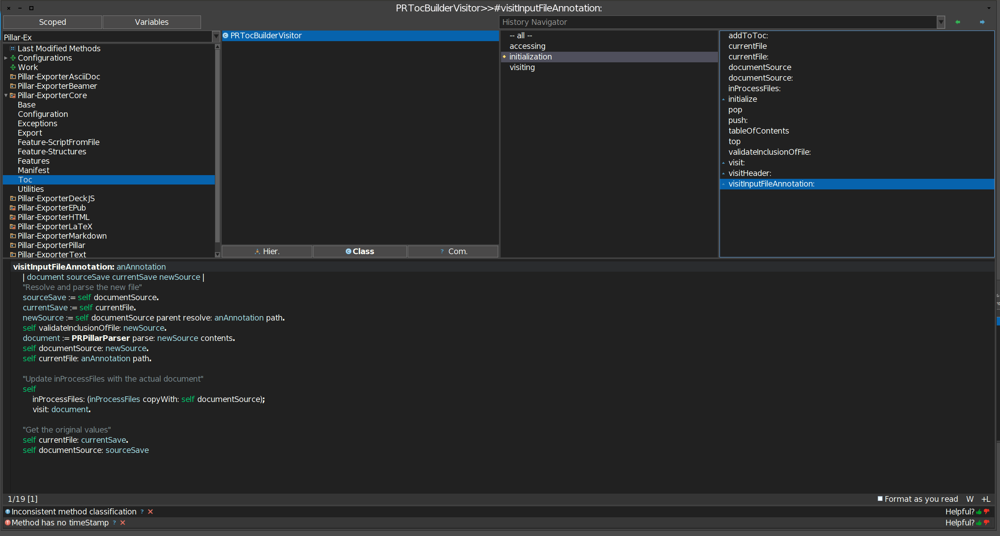 PRTocBuilderVisitor>>#visitInputFileAnnotation:
Scoped
Variables
History Navigator
Pillar-Ex
Last Modified Methods
Configurations
Work
Pillar-ExporterAsciiDoc
Pillar-ExporterBeamer
Pillar-ExporterCore
Base
Configuration
Exceptions
Export
Feature-ScriptFromFile
Feature-Structures
Features
Manifest
Toc
Utilities
Pillar-ExporterDeckJS
Pillar-ExporterEPub
Pillar-ExporterHTML
Pillar-ExporterLaTeX
Pillar-ExporterMarkdown
Pillar-ExporterPillar
Pillar-ExporterText
PRTocBuilderVisitor
Hier.
Class
? Com.
-- all --
accessing
initialization
visiting
addToToc:
currentFile
currentFile:
documentSource
documentSource:
inProcessFiles:
initialize
pop
push:
tableOfContents
top
validateInclusionOfFile:
visit:
visitHeader:
visitInputFileAnnotation:
visitInputFileAnnotation: anAnnotation
| document sourceSave currentSave newSource |
"Resolve and parse the new file"
sourceSave := self documentSource.
currentSave := self currentFile.
newSource := self documentSource parent resolve: anAnnotation path.
self validateInclusionOfFile: newSource.
document := PRPillarParser parse: newSource contents.
self documentSource: newSource.
self currentFile: anAnnotation path.
"Update inProcessFiles with the actual document"
self
inProcessFiles: (inProcessFiles copyWith: self documentSource);
visit: document.
"Get the original values"
self currentFile: currentSave.
self documentSource: sourceSave
1/19 [1]
Format as you read W +L
Inconsistent method classification ? Helpful?
Method has no timeStamp ? Helpful?